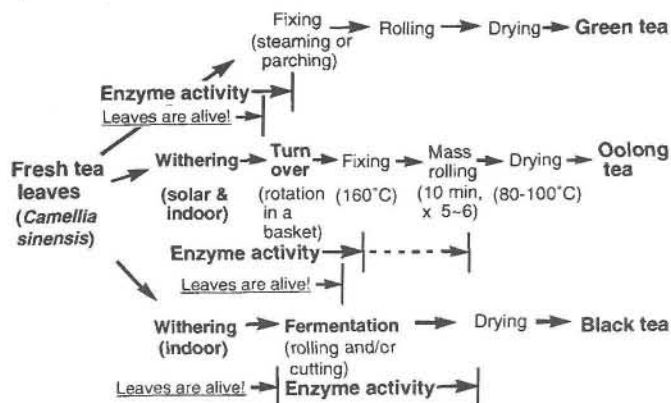 Fixing
(steaming or
parching)
Rolling
Drying
Green tea
Enzyme activity
Leaves are alive!
Fresh tea
leaves
(Camellia
sinensis)
Withering
(solar &
indoor)
Turn
over
(rotation
in a
basket)
Fixing
(160˚C)
Mass
rolling
(10 min,
x 5~6)
Drying
(80-100˚C)
Oolong
tea
Enzyme activity
Leaves are alive!
Withering
(indoor)
Fermentation
(rolling and/or
cutting)
Drying
Black tea
Leaves are alive!
Enzyme activity